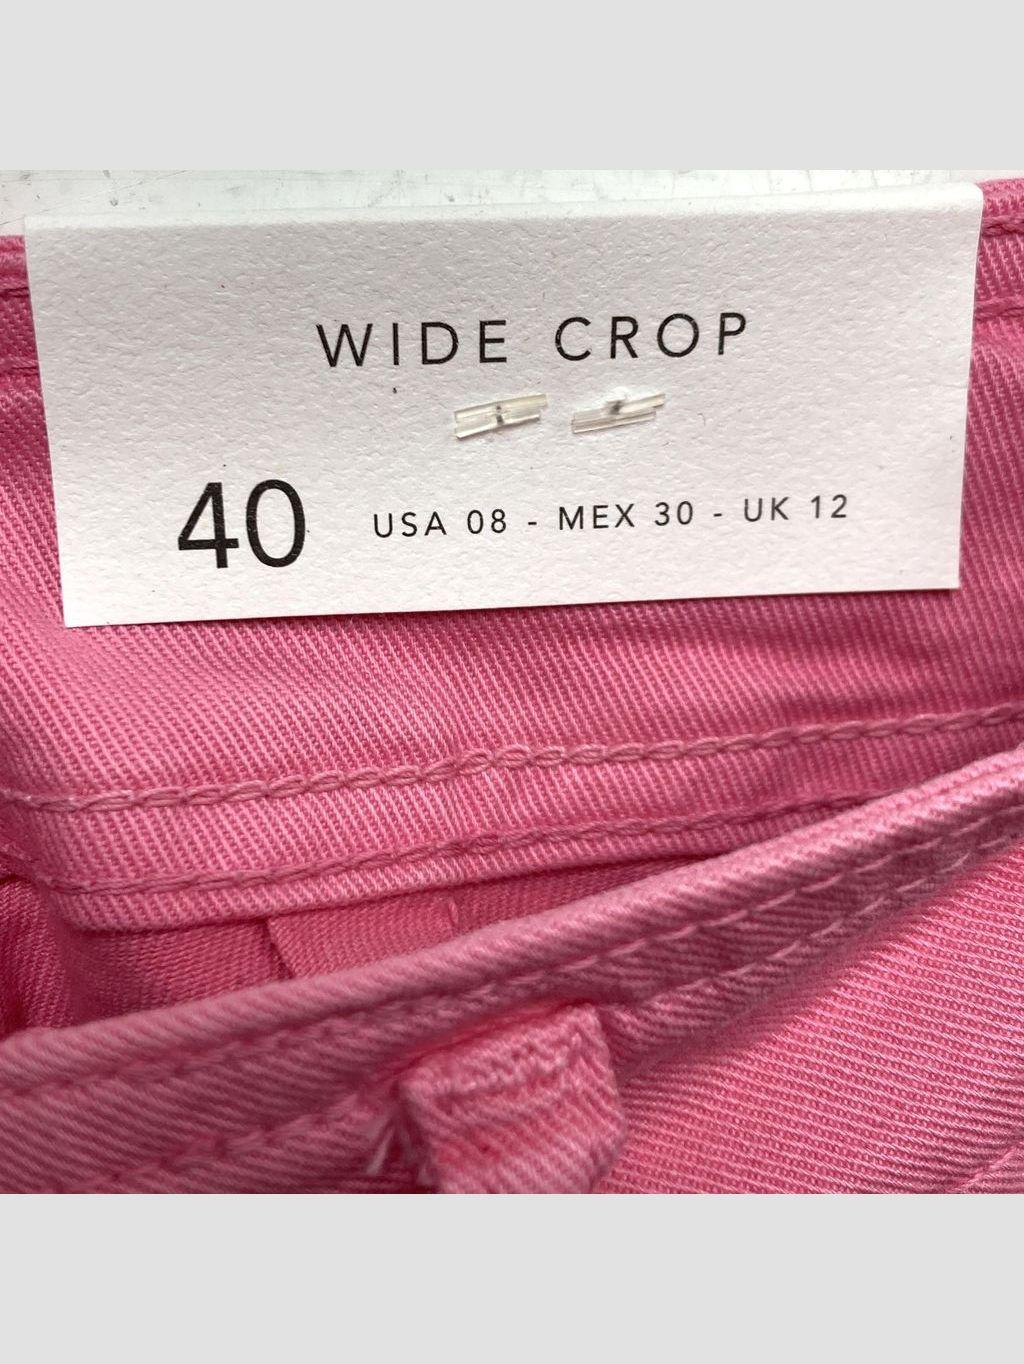 WIDE CROP
40 USA 08 - MEX 30 - UK 12